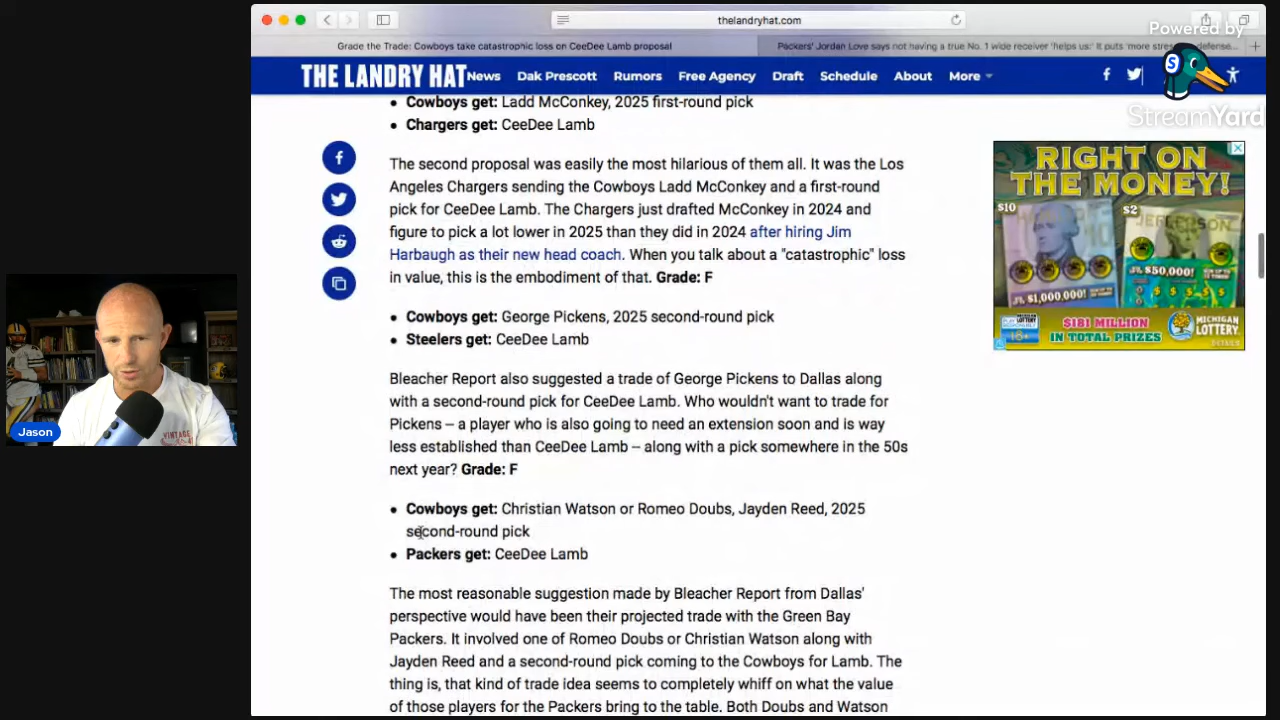 thelandryhat.com
Powered by
Grade the Trade: Cowboys take catastrophic loss on CeeDee Lamb proposal
Packers' Jordan Love says not having a true No. 1 wide receiver 'helps us:' It puts 'more stress on defense...
THE LANDRY HAT
News Dak Prescott Rumors Free Agency Draft Schedule About More
StreamYard
• Cowboys get: Ladd McConkey, 2025 first-round pick
• Chargers get: CeeDee Lamb
The second proposal was easily the most hilarious of them all. It was the Los
Angeles Chargers sending the Cowboys Ladd McConkey and a first-round
pick for CeeDee Lamb. The Chargers just drafted McConkey in 2024 and
figure to pick a lot lower in 2025 than they did in 2024 after hiring Jim
Harbaugh as their new head coach. When you talk about a "catastrophic" loss
in value, this is the embodiment of that. Grade: F
• Cowboys get: George Pickens, 2025 second-round pick
• Steelers get: CeeDee Lamb
Bleacher Report also suggested a trade of George Pickens to Dallas along
with a second-round pick for CeeDee Lamb. Who wouldn't want to trade for
Pickens – a player who is also going to need an extension soon and is way
less established than CeeDee Lamb – along with a pick somewhere in the 50s
next year? Grade: F
• Cowboys get: Christian Watson or Romeo Doubs, Jayden Reed, 2025
second-round pick
• Packers get: CeeDee Lamb
The most reasonable suggestion made by Bleacher Report from Dallas'
perspective would have been their projected trade with the Green Bay
Packers. It involved one of Romeo Doubs or Christian Watson along with
Jayden Reed and a second-round pick coming to the Cowboys for Lamb. The
thing is, that kind of trade idea seems to completely whiff on what the value
of those players for the Packers bring to the table. Both Doubs and Watson
RIGHT ON
THE MONEY!
$10
$2
JEFFERSON
$50,000!
$1,000,000!
$181 MILLION
IN TOTAL PRIZES
MICHIGAN
LOTTERY
18+
Jason
VINTAGE